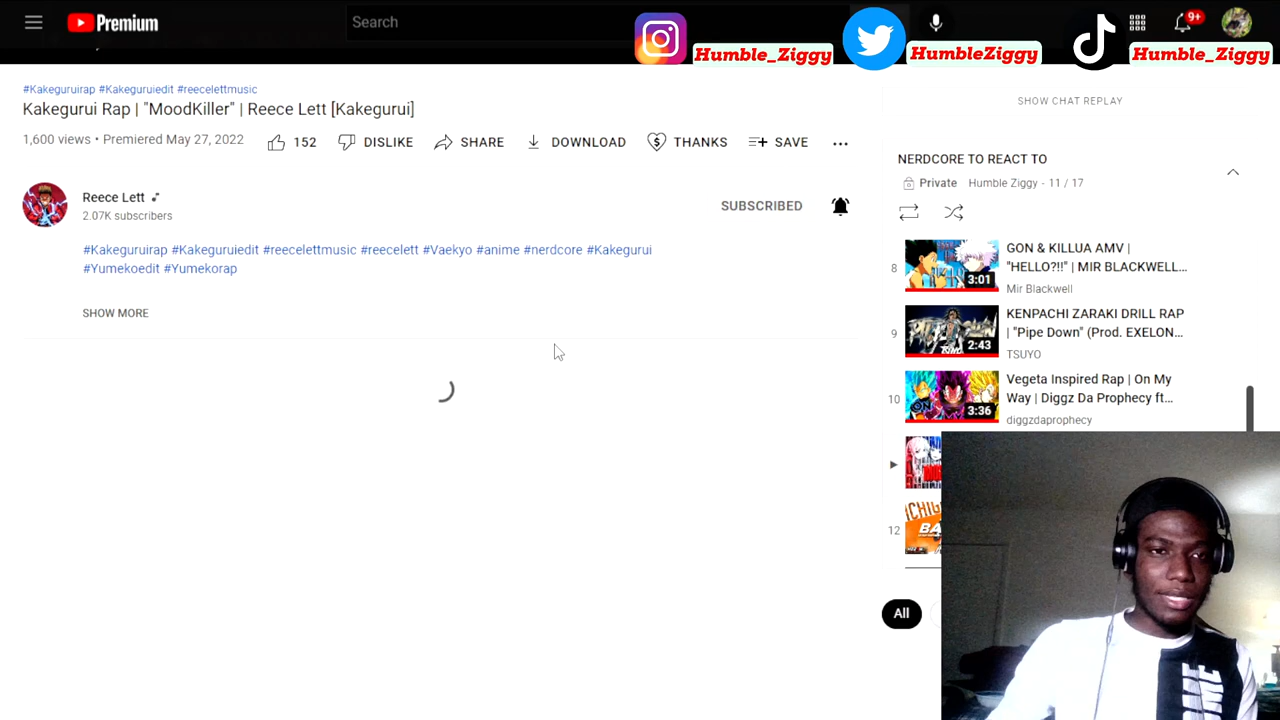 Premium
Search
9+
Humble_Ziggy
HumbleZiggy
Humble_Ziggy
#Kakeguruirap #Kakeguruiedit #reecelettmusic
Kakegurui Rap | "MoodKiller" | Reece Lett [Kakegurui]
1,600 views • Premiered May 27, 2022
152
DISLIKE
SHARE
DOWNLOAD
THANKS
SAVE
Reece Lett
2.07K subscribers
SUBSCRIBED
#Kakeguruirap #Kakeguruiedit #reecelettmusic #reecelett #Vaekyo #anime #nerdcore #Kakegurui
#Yumekoedit #Yumekorap
SHOW MORE
SHOW CHAT REPLAY
NERDCORE TO REACT TO
Private Humble Ziggy - 11 / 17
8
3:01
GON & KILLUA AMV |
"HELLO?!!" | MIR BLACKWELL...
Mir Blackwell
9
2:43
KENPACHI ZARAKI DRILL RAP
| "Pipe Down" (Prod. EXELON...
TSUYO
10
3:36
Vegeta Inspired Rap | On My
Way | Diggz Da Prophecy ft...
diggzdaprophecy
12
All